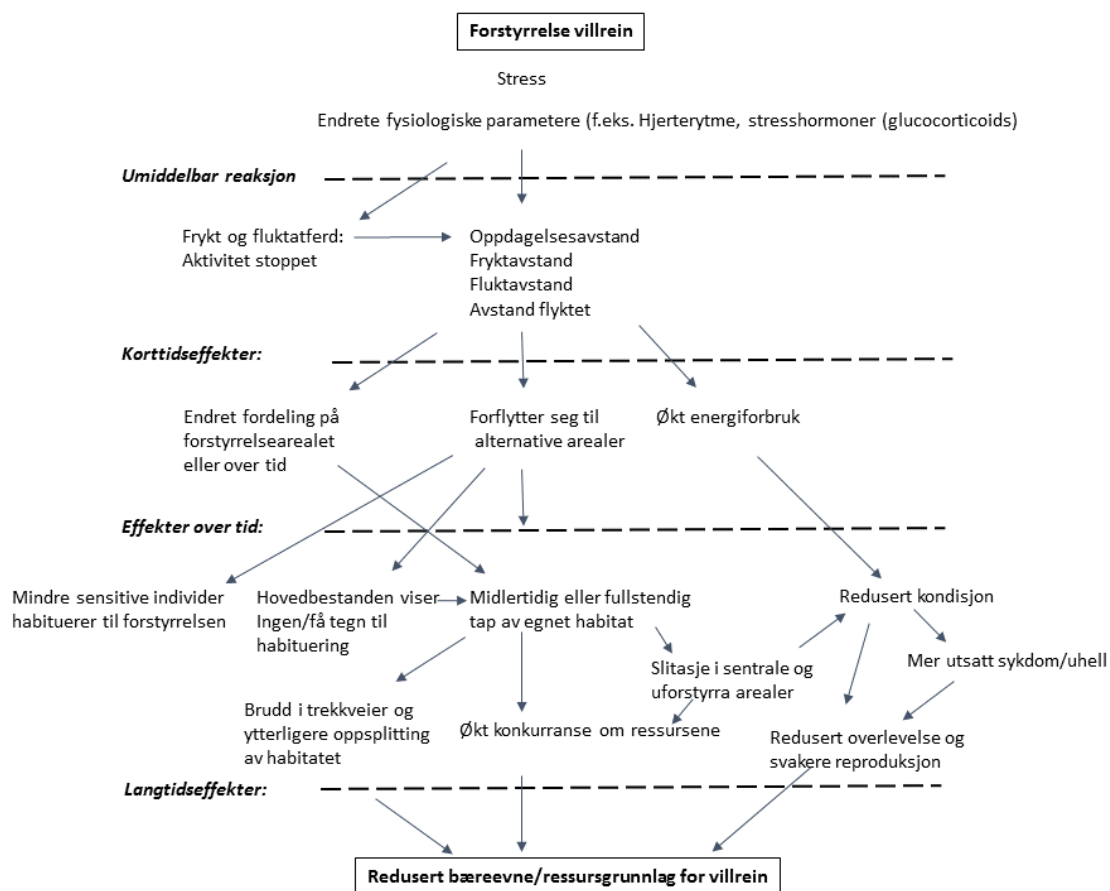 Forstyrrelse villrein
Stress
Endrete fysiologiske parametere (f.eks. Hjerterytme, stresshormoner (glucocorticoids)
Umiddelbar reaksjon
Frykt og fluktatferd:
Aktivitet stoppet
Oppdagelsesavstand
Fryktavstand
Fluktavstand
Avstand flyktet
Korttidseffekter:
Endret fordeling på
forstyrrelsearealet
eller over tid
Forflytter seg til
alternative arealer
Økt energiforbruk
Effekter over tid:
Mindre sensitive individer
habituerer til forstyrrelsen
Hovedbestanden viser
Ingen/få tegn til
habituering
Midlertidig eller fullstendig
tap av egnet habitat
Redusert kondisjon
Slitasje i sentrale og
uforstyrra arealer
Mer utsatt sykdom/uhell
Brudd i trekkveier og
ytterligere oppsplitting
av habitatet
Økt konkurranse om ressursene
Redusert overlevelse og
svakere reproduksjon
Langtidseffekter:
Redusert bæreevne/ressursgrunnlag for villrein